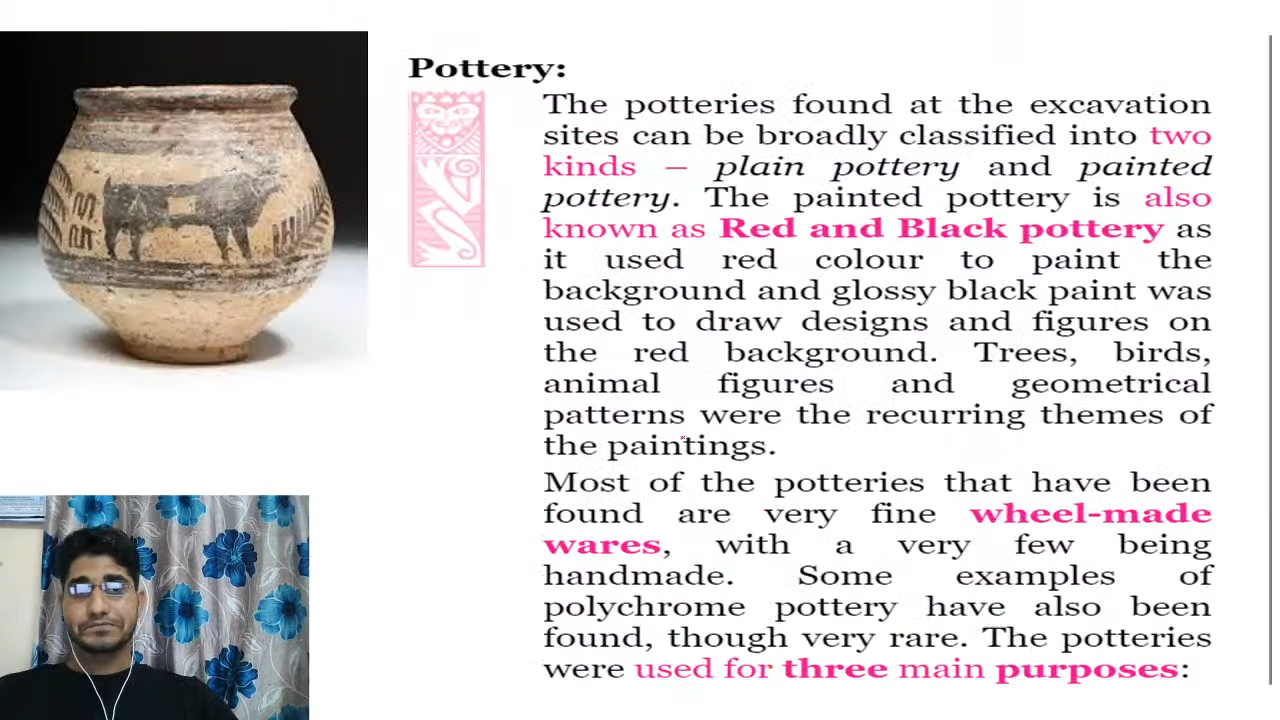 Pottery:
The potteries found at the excavation
sites can be broadly classified into two
kinds – plain pottery and painted
pottery. The painted pottery is also
known as Red and Black pottery as
it used red colour to paint the
background and glossy black paint was
used to draw designs and figures on
the red background. Trees, birds,
animal figures and geometrical
patterns were the recurring themes of
the paintings.
Most of the potteries that have been
found are very fine wheel-made
wares, with a very few being
handmade. Some examples of
polychrome pottery have also been
found, though very rare. The potteries
were used for three main purposes: